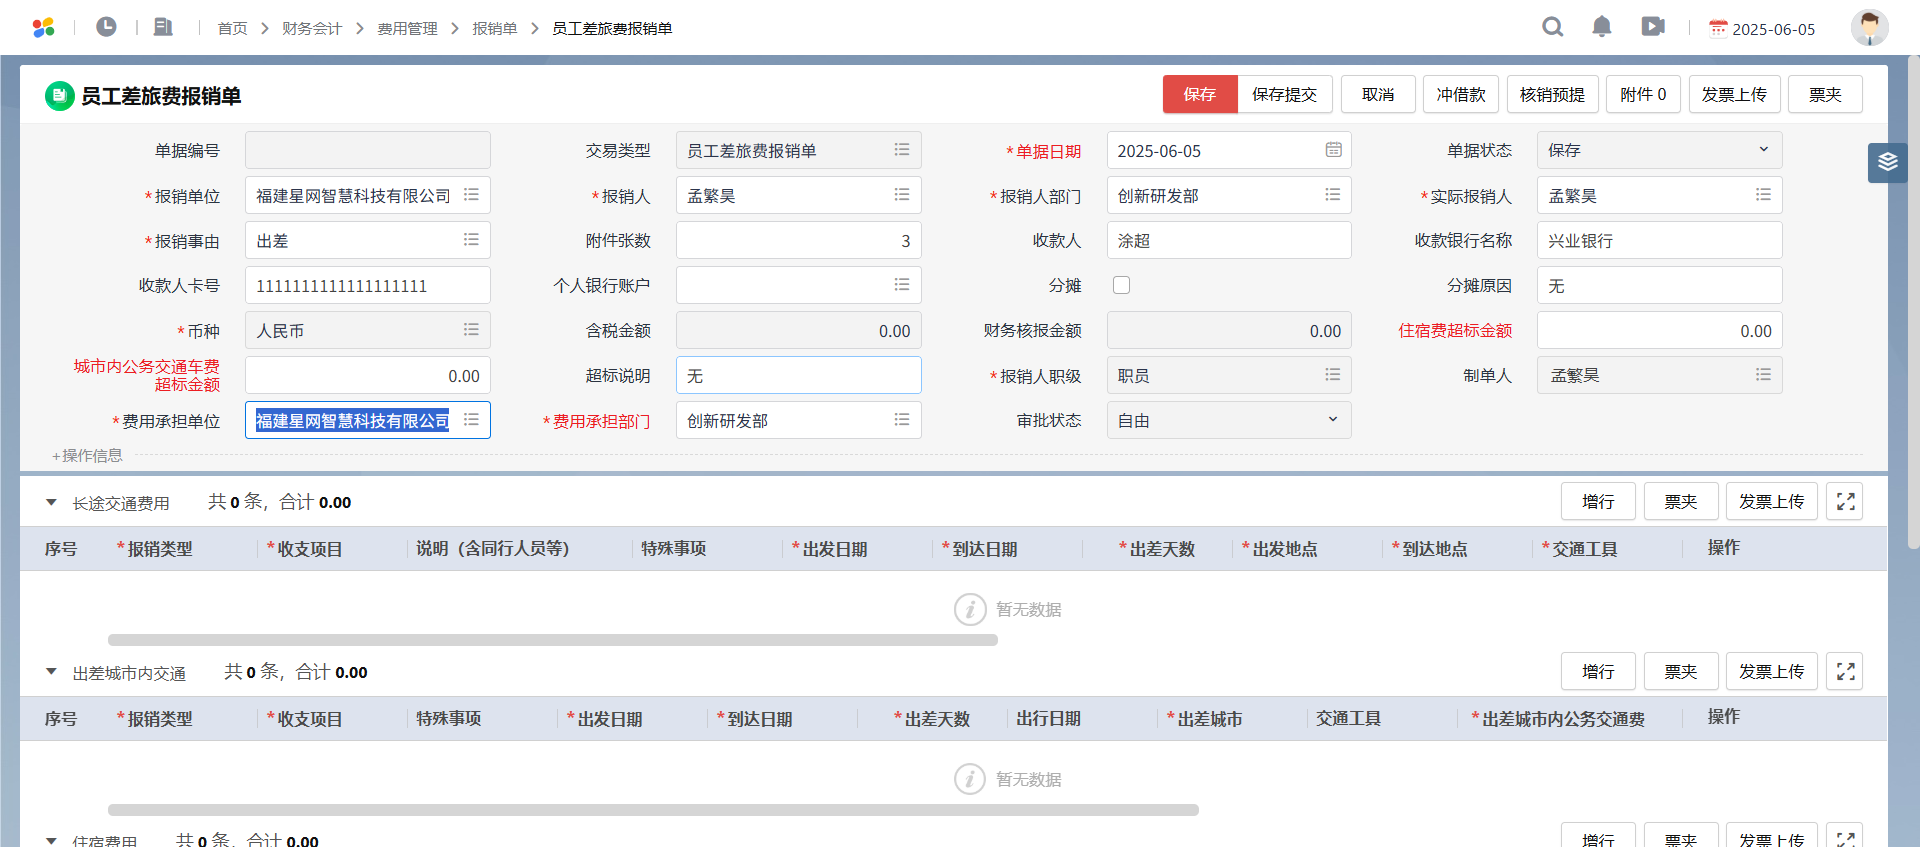 首页 > 财务会计 > 费用管理 > 报销单 > 员工差旅费报销单 2025-06-05
员工差旅费报销单 保存 保存提交 取消 冲借款 核销预提 附件 0 发票上传 票夹
单据编号 交易类型 员工差旅费报销单 *单据日期 2025-06-05 单据状态 保存
*报销单位 福建星网智慧科技有限公司 *报销人 孟繁昊 *报销人部门 创新研发部 *实际报销人 孟繁昊
*报销事由 出差 附件张数 3 收款人 涂超 收款银行名称 兴业银行
收款人卡号 1111111111111111111 个人银行账户 分摊 分摊原因 无
*币种 人民币 含税金额 0.00 财务核报金额 0.00 住宿费超标金额 0.00
城市内公务交通车费
超标金额 0.00 超标说明 无 *报销人职级 职员 制单人 孟繁昊
*费用承担单位 福建星网智慧科技有限公司 *费用承担部门 创新研发部 审批状态 自由
+操作信息
长途交通费用 共 0 条, 合计 0.00 增行 票夹 发票上传
序号 *报销类型 *收支项目 说明（含同行人员等） 特殊事项 *出发日期 *到达日期 *出差天数 *出发地点 *到达地点 *交通工具 操作
暂无数据
出差城市内交通 共 0 条, 合计 0.00 增行 票夹 发票上传
序号 *报销类型 *收支项目 特殊事项 *出发日期 *到达日期 *出差天数 出行日期 *出差城市 交通工具 *出差城市内公务交通费 操作
暂无数据
住宿费用 共 0 条, 合计 0.00 增行 票夹 发票上传